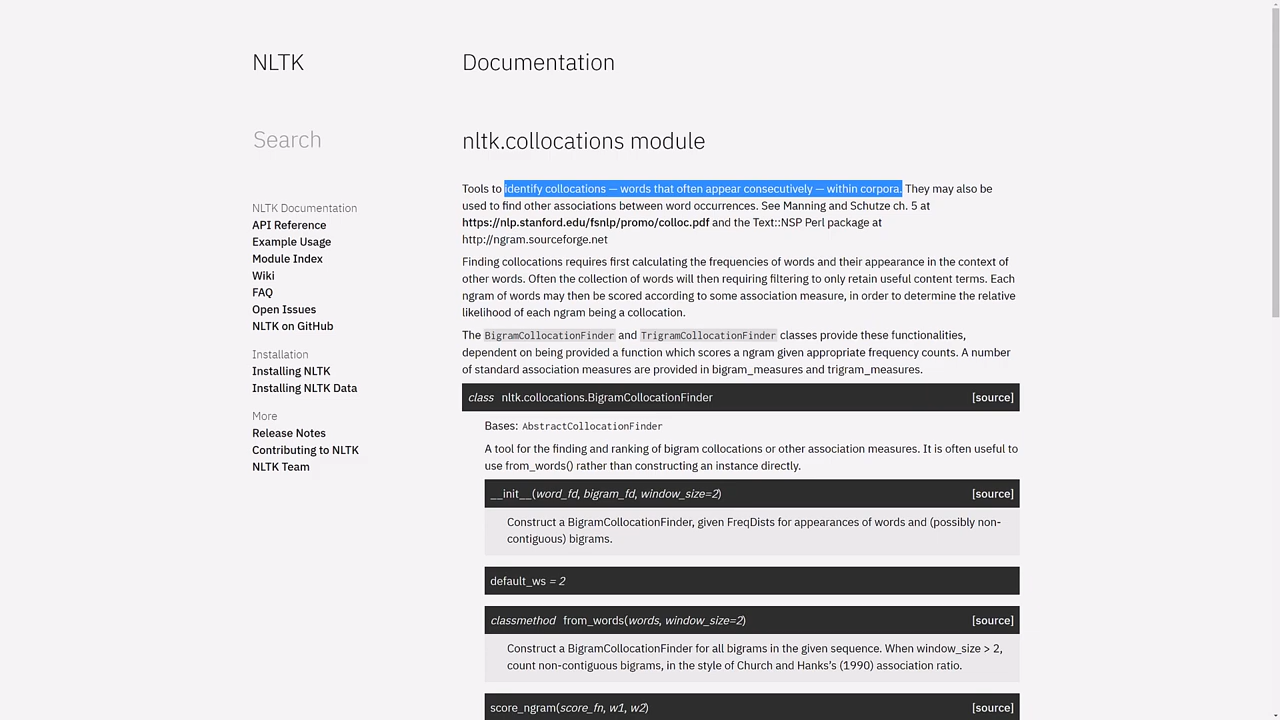 NLTK
Documentation
Search
NLTK Documentation
API Reference
Example Usage
Module Index
Wiki
FAQ
Open Issues
NLTK on GitHub
Installation
Installing NLTK
Installing NLTK Data
More
Release Notes
Contributing to NLTK
NLTK Team
nltk.collocations module
Tools to identify collocations — words that often appear consecutively — within corpora. They may also be
used to find other associations between word occurrences. See Manning and Schutze ch. 5 at
https://nlp.stanford.edu/fsnlp/promo/colloc.pdf and the Text::NSP Perl package at
http://ngram.sourceforge.net
Finding collocations requires first calculating the frequencies of words and their appearance in the context of
other words. Often the collection of words will then requiring filtering to only retain useful content terms. Each
ngram of words may then be scored according to some association measure, in order to determine the relative
likelihood of each ngram being a collocation.
The BigramCollocationFinder and TrigramCollocationFinder classes provide these functionalities,
dependent on being provided a function which scores a ngram given appropriate frequency counts. A number
of standard association measures are provided in bigram_measures and trigram_measures.
class nltk.collocations.BigramCollocationFinder [source]
Bases: AbstractCollocationFinder
A tool for the finding and ranking of bigram collocations or other association measures. It is often useful to
use from_words() rather than constructing an instance directly.
__init__(word_fd, bigram_fd, window_size=2) [source]
Construct a BigramCollocationFinder, given FreqDists for appearances of words and (possibly non-
contiguous) bigrams.
default_ws = 2
classmethod from_words(words, window_size=2) [source]
Construct a BigramCollocationFinder for all bigrams in the given sequence. When window_size > 2,
count non-contiguous bigrams, in the style of Church and Hanks’s (1990) association ratio.
score_ngram(score_fn, w1, w2) [source]